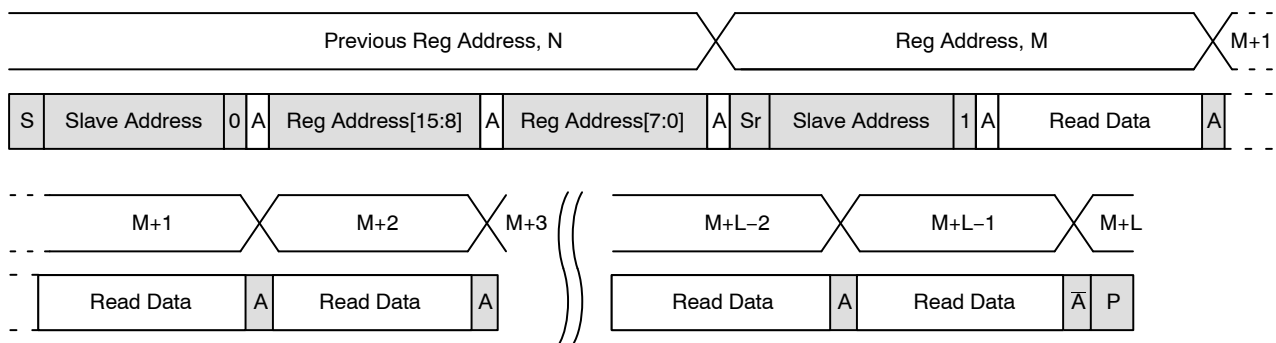 Previous Reg Address, N Reg Address, M M+1
S Slave Address 0 A Reg Address[15:8] A Reg Address[7:0] A Sr Slave Address 1 A Read Data A
M+1 M+2 M+3 M+L−2 M+L−1 M+L
Read Data A Read Data A Read Data A Read Data A̅ P